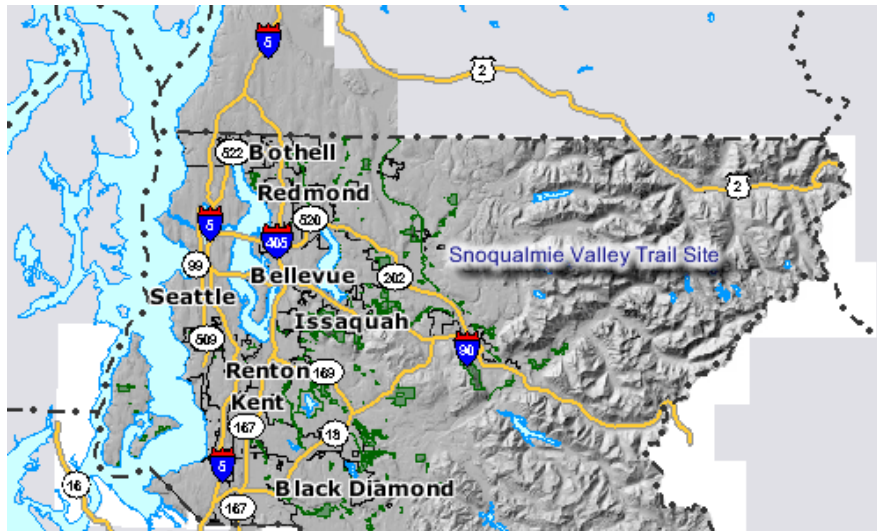 5
2
522
Bothell
2
Redmond
520
5
405
99
Snoqualmie Valley Trail Site
Bellevue
202
Seattle
Issaquah
509
90
Renton
169
Kent
167
18
5
16
Black Diamond
167